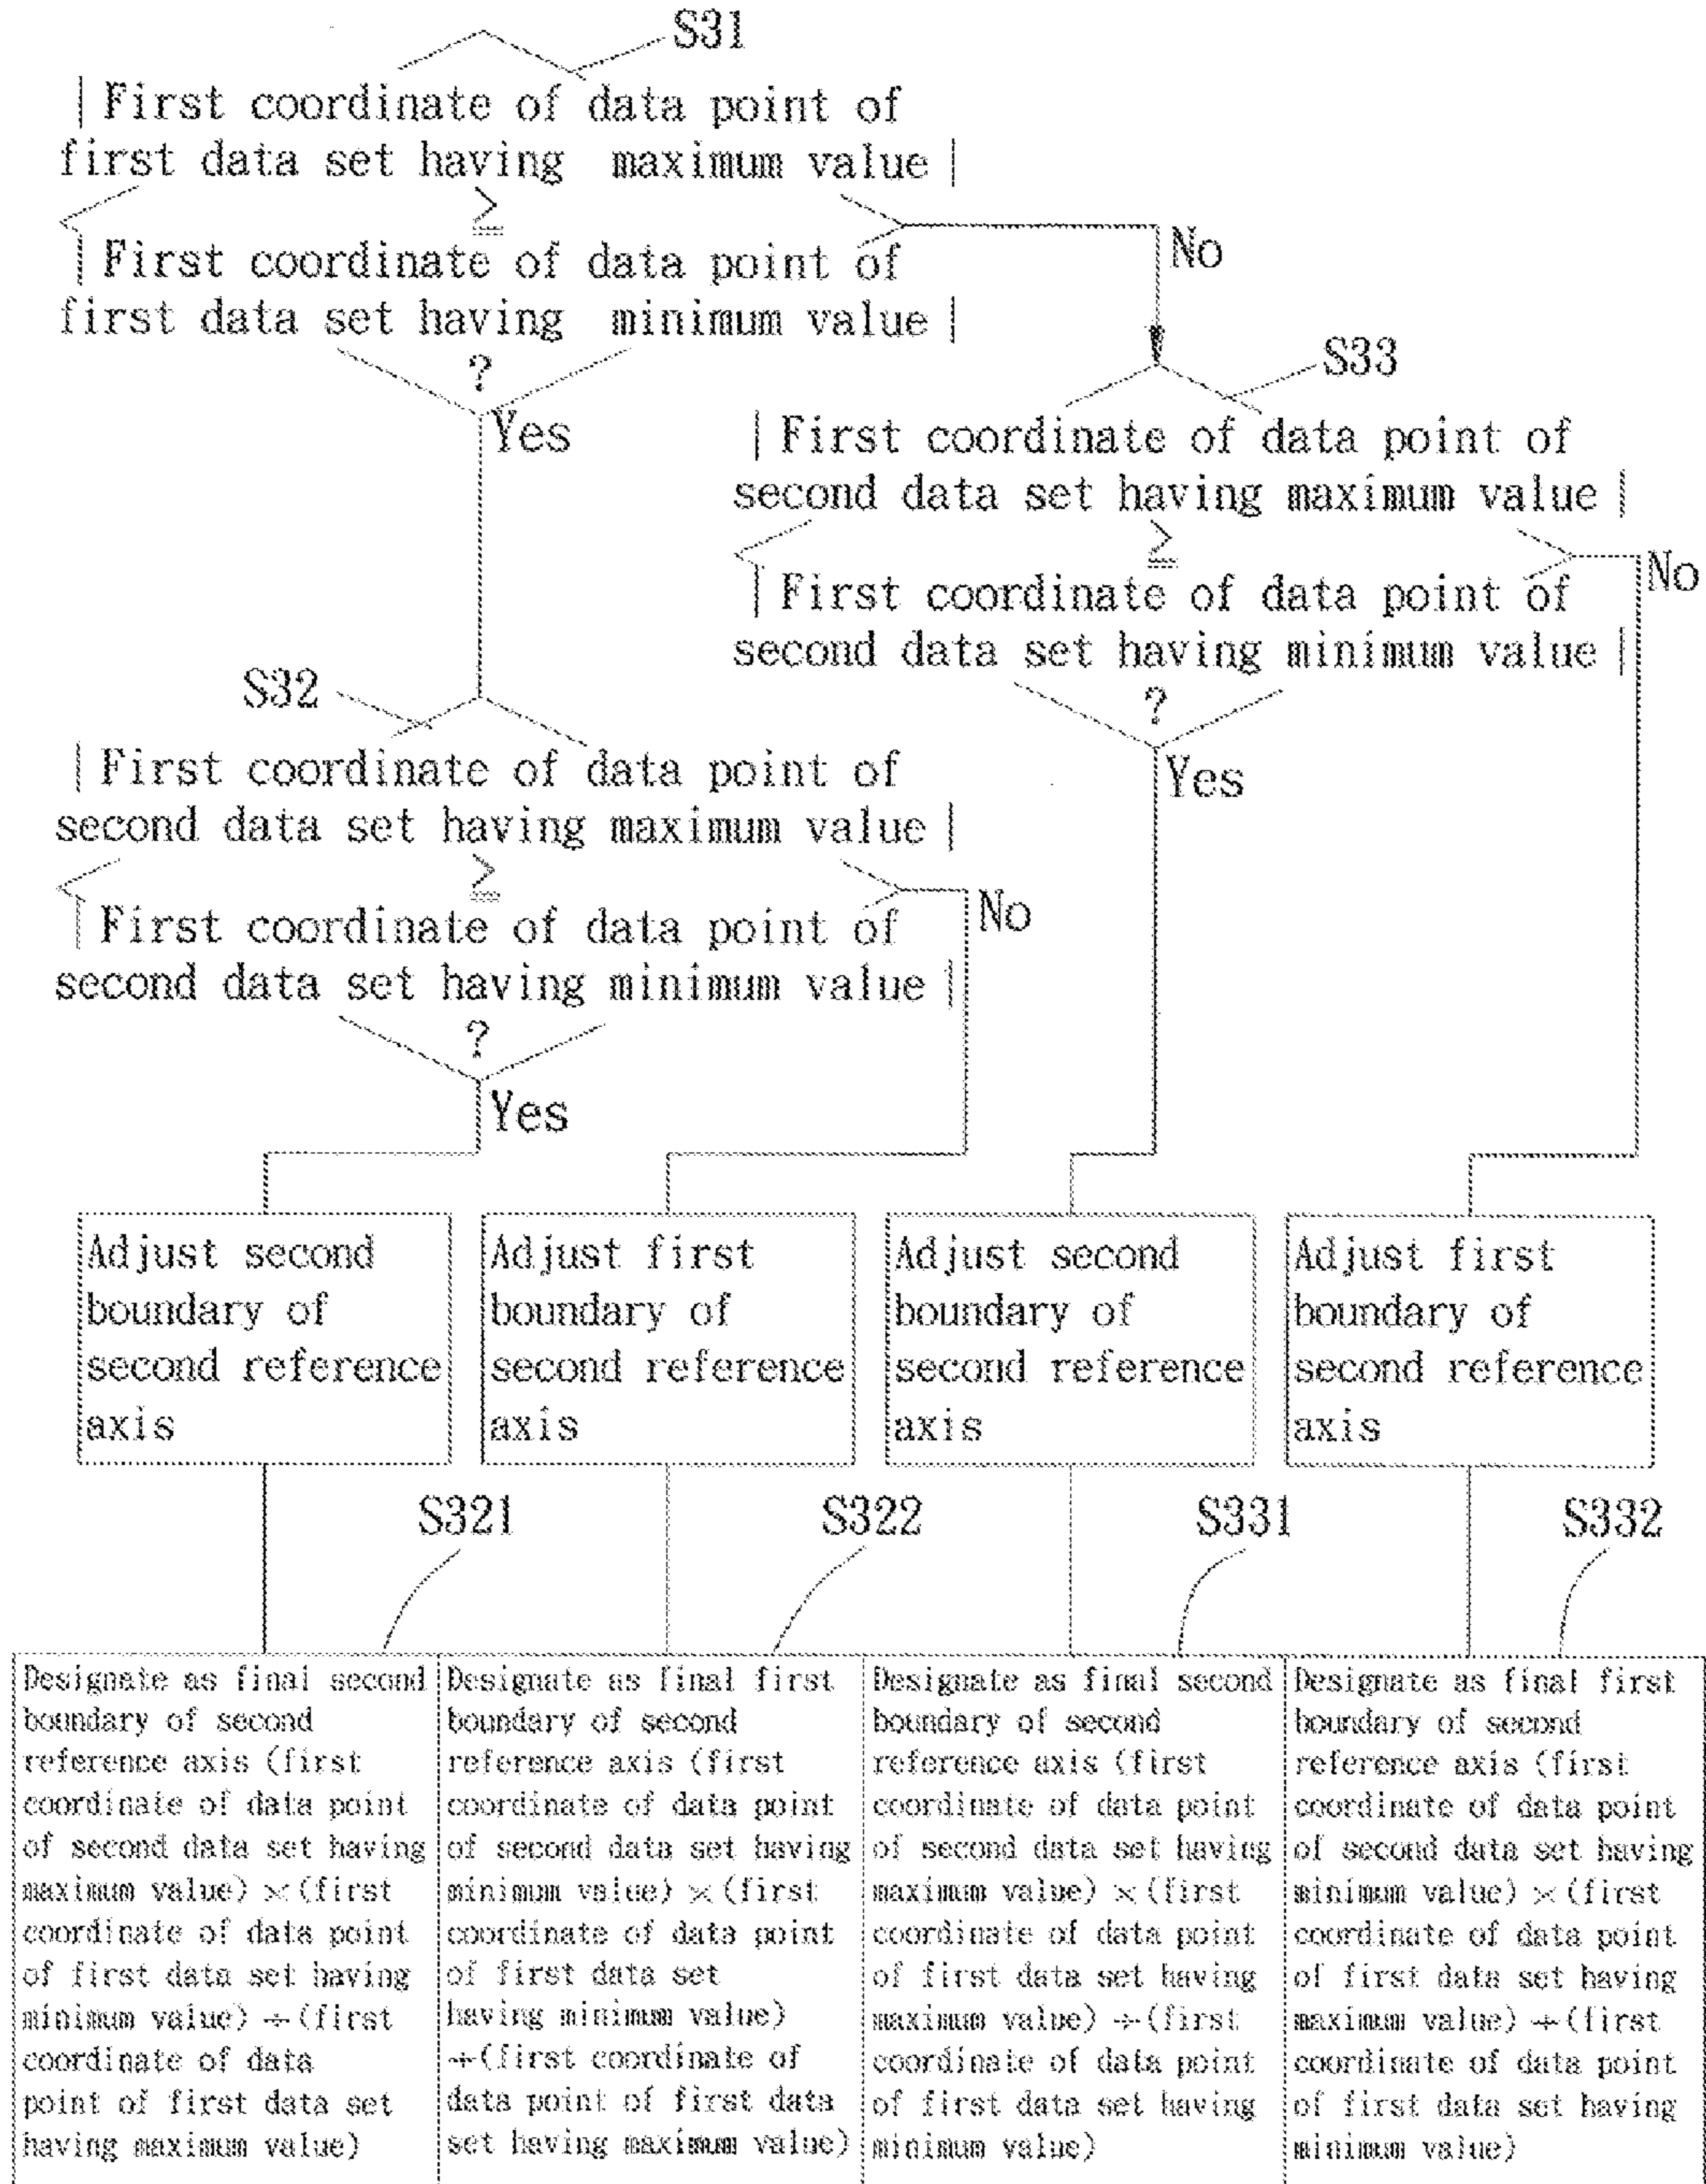 S31
| First coordinate of data point of
first data set having maximum value |
≧
| First coordinate of data point of
first data set having minimum value |
?
No
Yes
S33
| First coordinate of data point of
second data set having maximum value |
≧
| First coordinate of data point of
second data set having minimum value |
?
No
Yes
S32
| First coordinate of data point of
second data set having maximum value |
≧
| First coordinate of data point of
second data set having minimum value |
?
No
Yes
Adjust second
boundary of
second reference
axis
Adjust first
boundary of
second reference
axis
Adjust second
boundary of
second reference
axis
Adjust first
boundary of
second reference
axis
S321
S322
S331
S332
Designate as final second
boundary of second
reference axis (first
coordinate of data point
of second data set having
maximum value) × (first
coordinate of data point
of first data set having
minimum value) ÷ (first
coordinate of data
point of first data set
having maximum value)
Designate as final first
boundary of second
reference axis (first
coordinate of data point
of second data set having
minimum value) × (first
coordinate of data point
of first data set
having minimum value)
÷ (first coordinate of
data point of first data
set having maximum value)
Designate as final second
boundary of second
reference axis (first
coordinate of data point
of second data set having
maximum value) × (first
coordinate of data point
of first data set having
maximum value) ÷ (first
coordinate of data point
of first data set having
minimum value)
Designate as final first
boundary of second
reference axis (first
coordinate of data point
of second data set having
minimum value) × (first
coordinate of data point
of first data set having
maximum value) ÷ (first
coordinate of data point
of first data set having
minimum value)